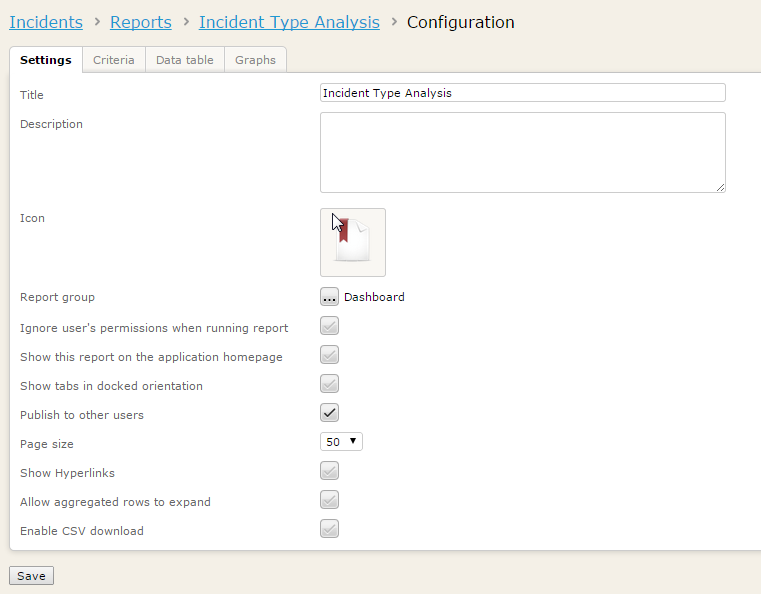 Incidents > Reports > Incident Type Analysis > Configuration
Settings Criteria Data table Graphs
Title Incident Type Analysis
Description
Icon
Report group ... Dashboard
Ignore user's permissions when running report
Show this report on the application homepage
Show tabs in docked orientation
Publish to other users
Page size 50
Show Hyperlinks
Allow aggregated rows to expand
Enable CSV download
Save